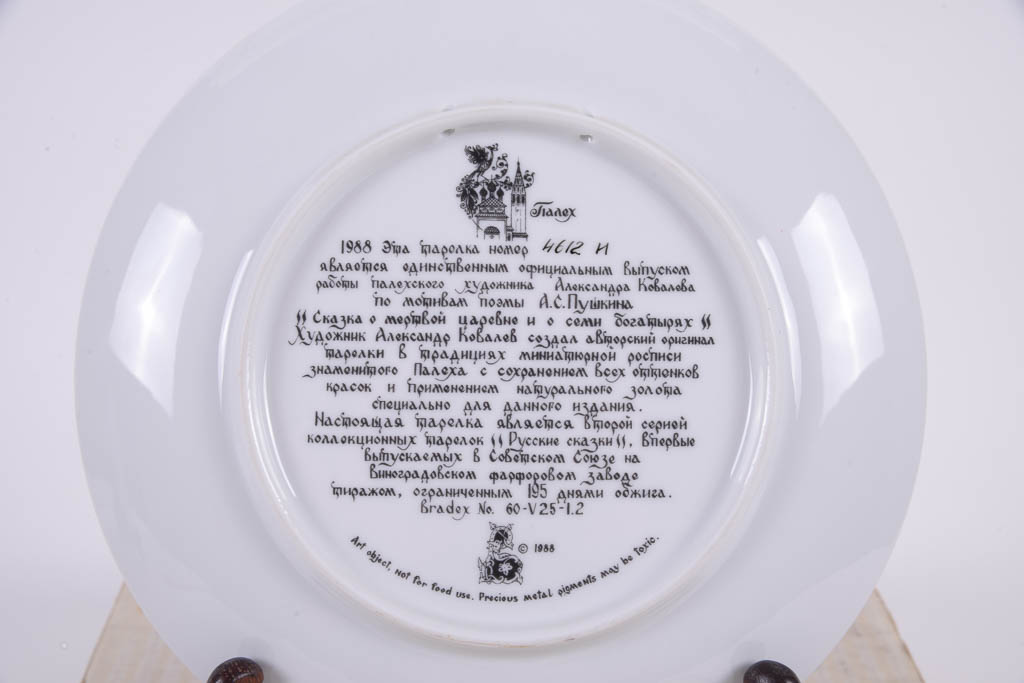 Палех
1988 Эта тарелка номер 4612 И
является единственным официальным выпуском
работы палехского художника Александра Ковалева
по мотивам поэмы А.С.Пушкина
"Сказка о мертвой царевне и о семи богатырях"
Художник Александр Ковалев создал авторский оригинал
тарелки в традициях миниатюрной росписи
знаменитого Палеха с сохранением всех оттенков
красок и применением натурального золота
специально для данного издания.
Настоящая тарелка является второй серией
коллекционных тарелок "Русские сказки", впервые
выпускаемых в Советском Союзе на
Виноградовском фарфоровом заводе
тиражом, ограниченным 195 днями обжига.
Bradex No. 60-V25-1.2
© 1988
Art object, not for food use. Precious metal pigments may be toxic.